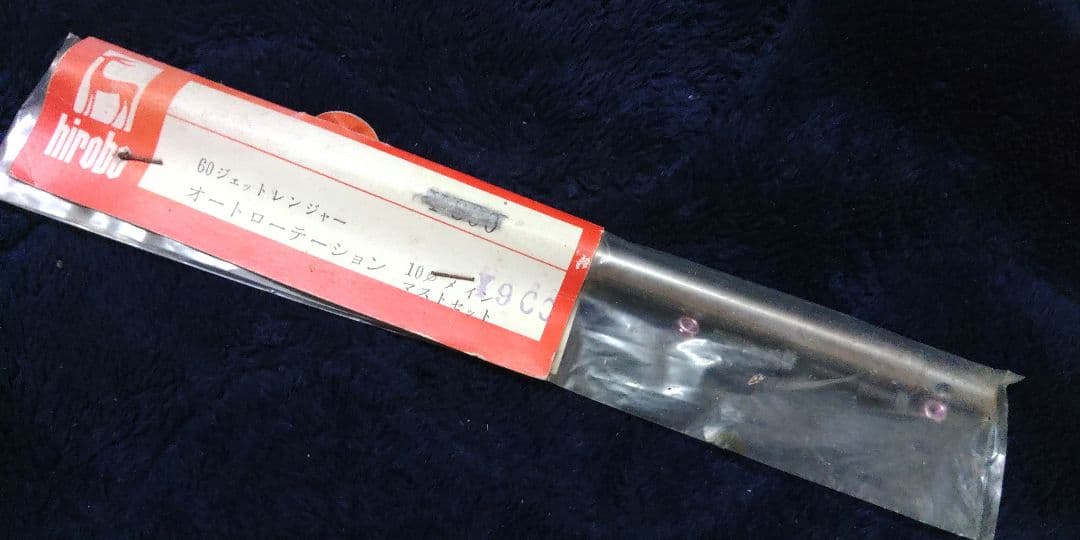 hirobo
60ジェットレンジャー
オートローテーション
10φメイン
マストセット